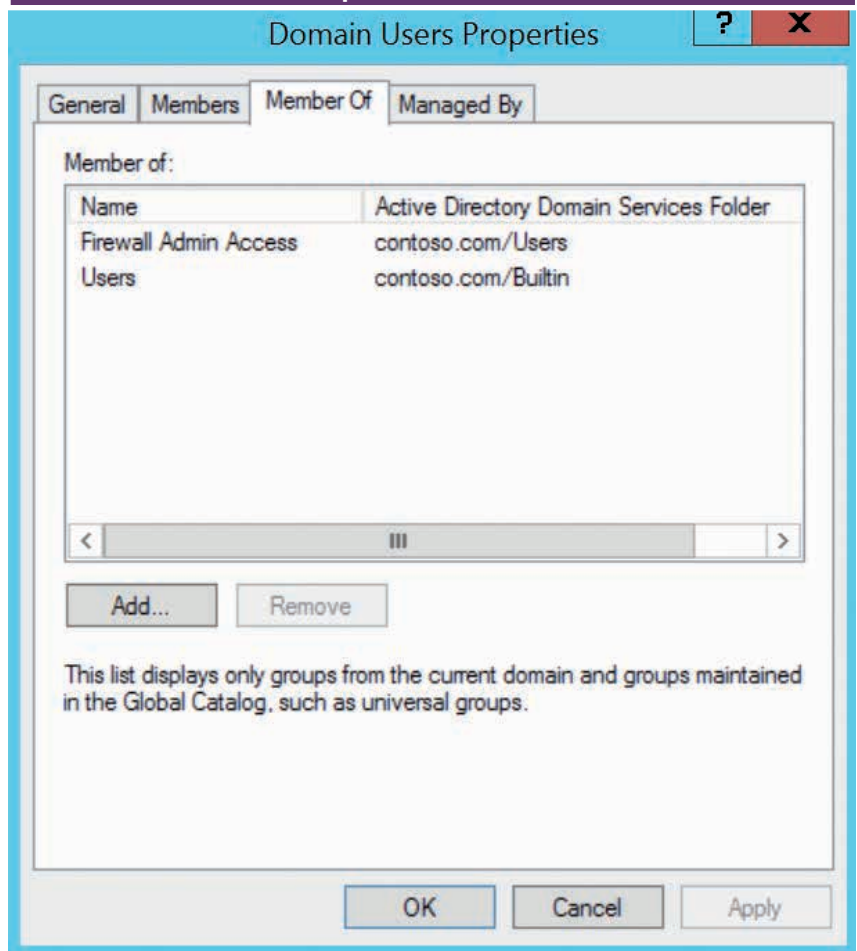 Domain Users Properties
?
X
General Members Member Of Managed By
Member of:
Name Active Directory Domain Services Folder
Firewall Admin Access contoso.com/Users
Users contoso.com/Builtin
Add... Remove
This list displays only groups from the current domain and groups maintained
in the Global Catalog, such as universal groups.
OK Cancel Apply